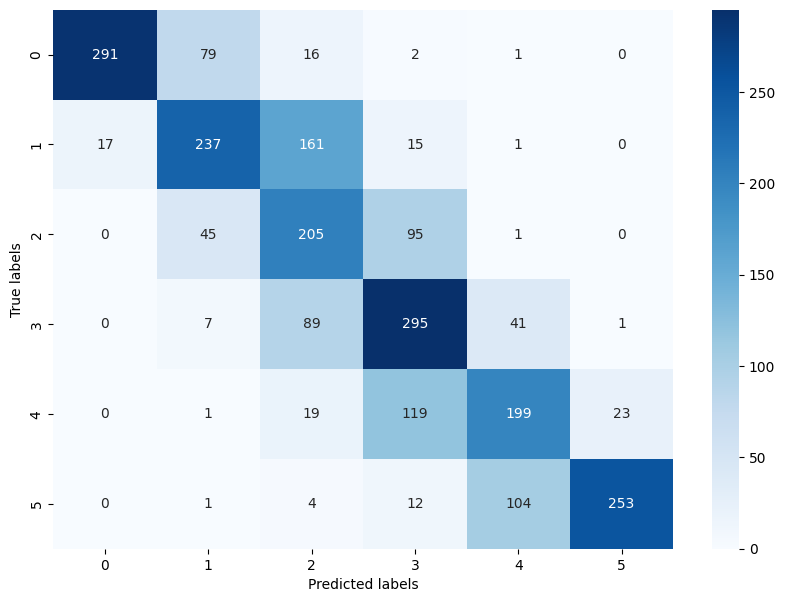 0 291 79 16 2 1 0
1 17 237 161 15 1 0
2 0 45 205 95 1 0
3 0 7 89 295 41 1
4 0 1 19 119 199 23
5 0 1 4 12 104 253
0 1 2 3 4 5
True labels
Predicted labels
250
200
150
100
50
0